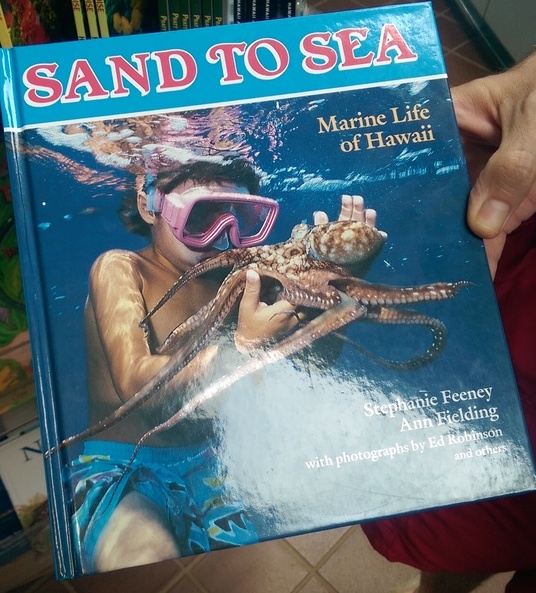 SAND TO SEA
Marine Life
of Hawaii
Stephanie Feeney
Ann Fielding
with photographs by Ed Robinson
and others